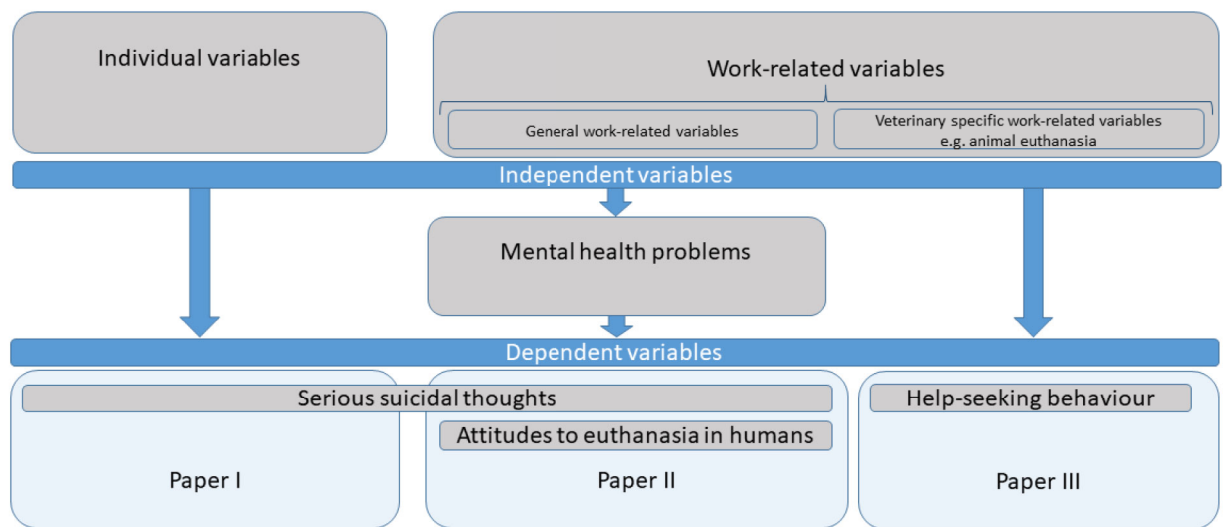 Individual variables
Work-related variables
General work-related variables
Veterinary specific work-related variables
e.g. animal euthanasia
Independent variables
Mental health problems
Dependent variables
Serious suicidal thoughts
Help-seeking behaviour
Attitudes to euthanasia in humans
Paper I
Paper II
Paper III